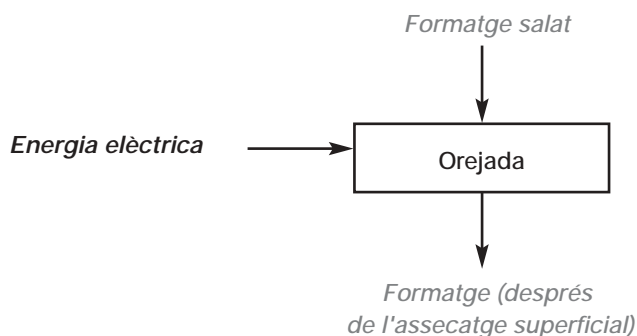 Formatge salat
Energia elèctrica
Orejada
Formatge (després
de l'assecatge superficial)